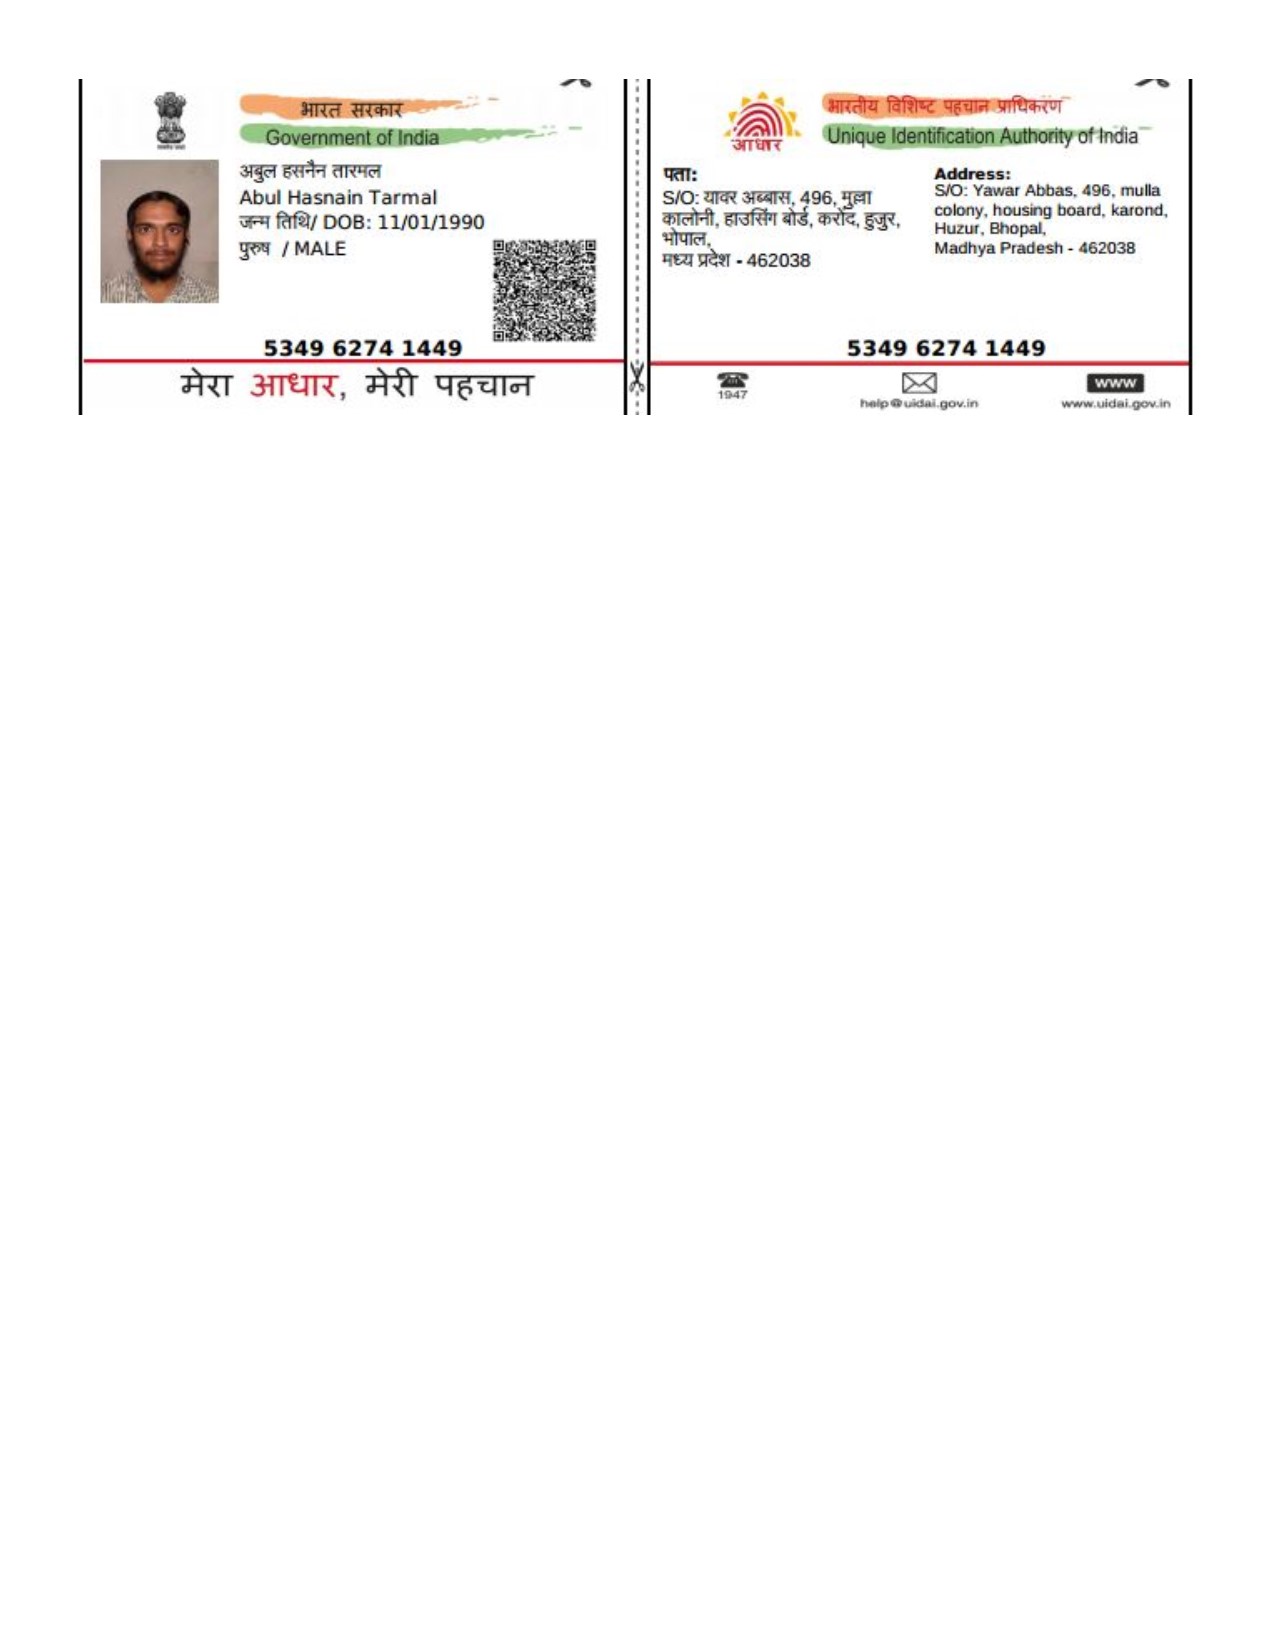 भारत सरकार
Government of India
अबुल हसनैन तारमल
Abul Hasnain Tarmal
जन्म तिथि/ DOB: 11/01/1990
पुरुष / MALE
5349 6274 1449
मेरा आधार, मेरी पहचान
भारतीय विशिष्ट पहचान प्राधिकरण
Unique Identification Authority of India
आधार
पता:
S/O: यावर अब्बास, 496, मुल्ला
कालोनी, हाउसिंग बोर्ड, करोद, हुजुर,
भोपाल,
मध्य प्रदेश - 462038
Address:
S/O: Yawar Abbas, 496, mulla
colony, housing board, karond,
Huzur, Bhopal,
Madhya Pradesh - 462038
5349 6274 1449
1947
help@uidai.gov.in
www
www.uidai.gov.in